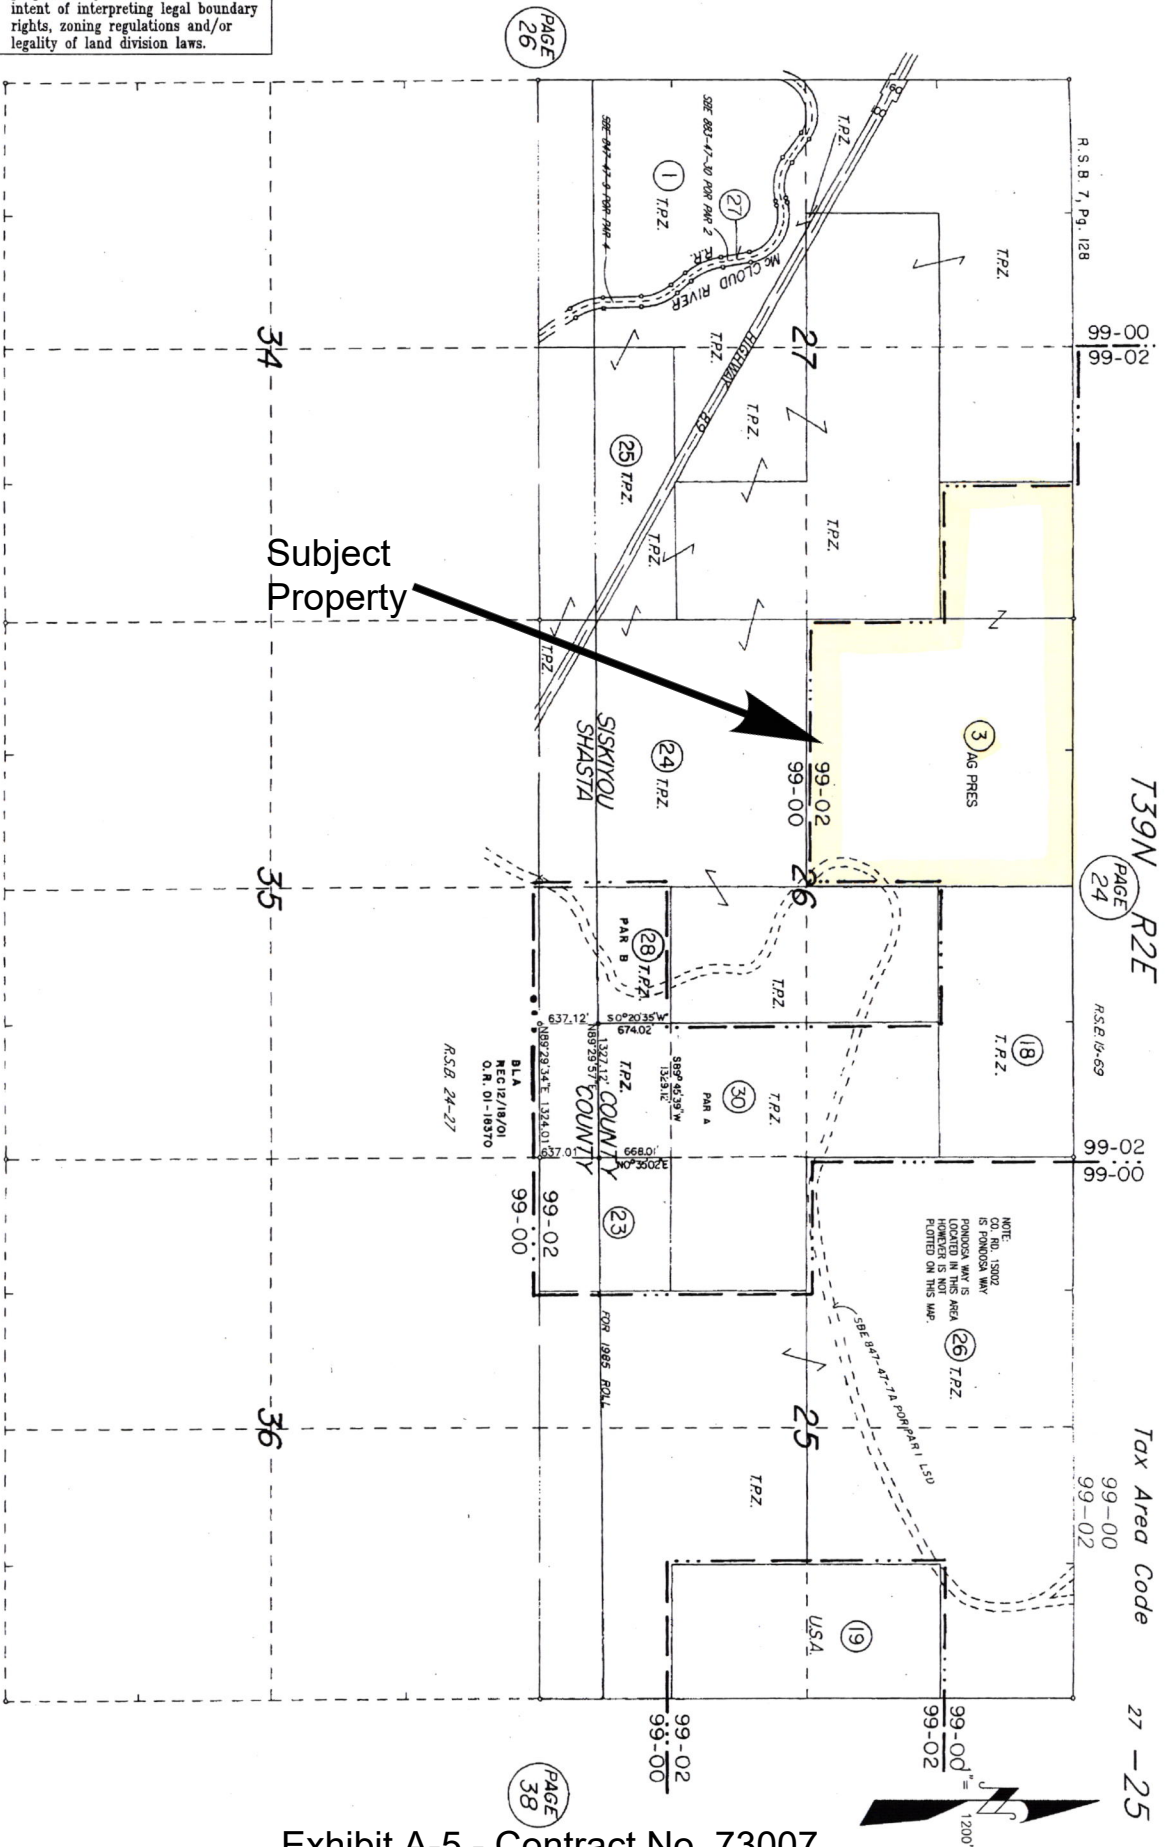 intent of interpreting legal boundary
rights, zoning regulations and/or
legality of land division laws.
PAGE
26
R.S.B. 7, Pg. 128
T.P.Z.
T.P.Z.
SBE 883-47-30 POR PAR 2
SBE 847-47-9 POR PAR 4
1
T.P.Z.
27
Mc CLOUD RIVER
R.R.
99-00
99-02
34
27
T.P.Z.
HIGHWAY
89
T.P.Z.
25
T.P.Z.
T.P.Z.
T.P.Z.
Subject
Property
T.P.Z.
SISKIYOU
SHASTA
24
T.P.Z.
99-02
99-00
3
AG PRES
T39N R2E
PAGE
24
35
26
28
T.P.Z.
PAR B
T.P.Z.
18
T.P.Z.
R.S.B. 19-69
637.12'
S0°20'35"W
674.02'
N89°29'34"E 1324.01'
N89°29'57"E
1327.12'
COUNTY
COUNTY
T.P.Z.
S89°45'39"W
1329.12'
PAR A
30
T.P.Z.
BLA
REC 12/18/01
O.R. 01-18370
R.S.B. 24-27
637.01'
668.01'
N0°35'02"E
99-02
99-00
99-02
99-00
23
NOTE:
CO. RD. 15002
IS PONDOSA WAY
PONDOSA WAY IS
LOCATED IN THIS AREA
HOWEVER IS NOT
PLOTTED ON THIS MAP.
26
T.P.Z.
SBE 847-47-7A POR PAR 1 LSD
FOR 1985 ROLL
36
25
T.P.Z.
Tax Area Code
99-00
99-02
19
U.S.A.
99-02
99-00
99-00
99-02
27-25
1" = 1200'
PAGE
38
Exhibit A-5 - Contract No. 73007